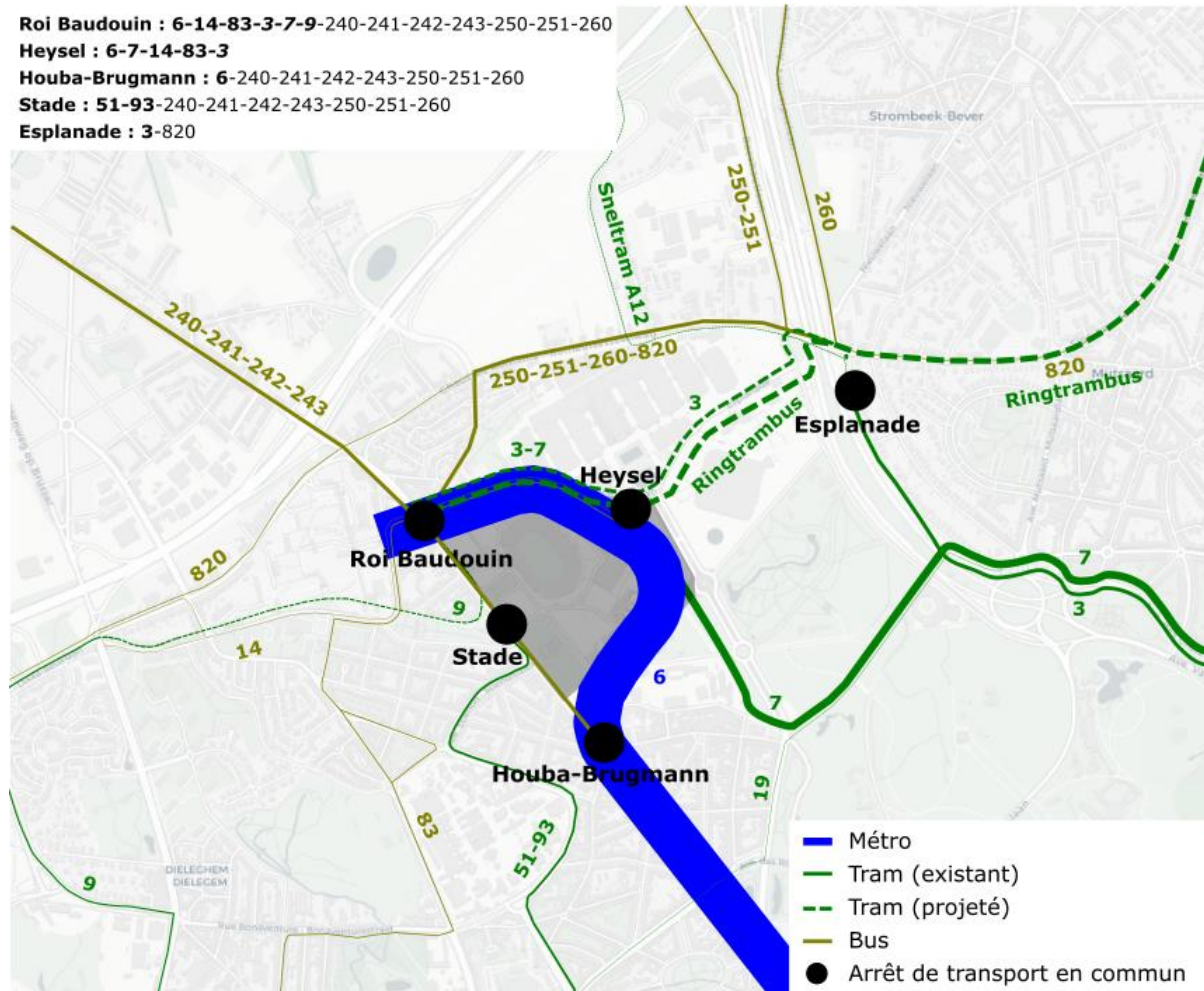 Roi Baudouin : 6-14-83-3-7-9-240-241-242-243-250-251-260
Heysel : 6-7-14-83-3
Houba-Brugmann : 6-240-241-242-243-250-251-260
Stade : 51-93-240-241-242-243-250-251-260
Esplanade : 3-820
Strombeek-Bever
250-251
260
Sneltram A12
240-241-242-243
250-251-260-820
820
Ringtrambus
3
Ringtrambus
Esplanade
3-7
Heysel
Roi Baudouin
820
7
3
9
14
Stade
6
7
Houba-Brugmann
19
83
51-93
DIELEGHEM
DIELEGEM
9
Métro
Tram (existant)
Tram (projeté)
Bus
Arrêt de transport en commun